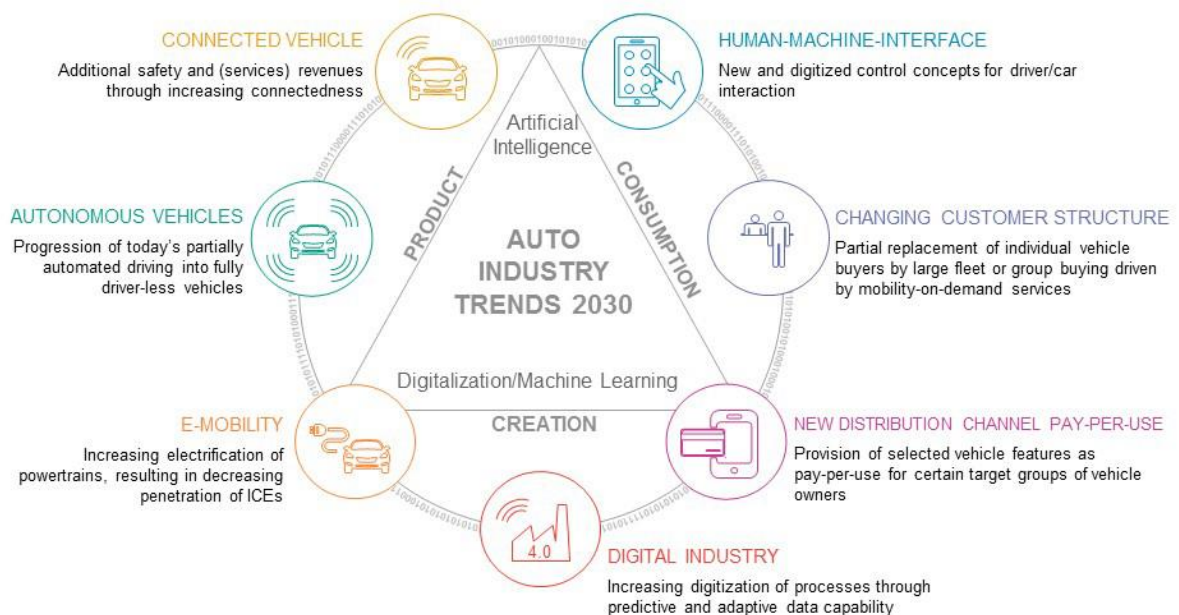 CONNECTED VEHICLE
Additional safety and (services) revenues
through increasing connectedness
HUMAN-MACHINE-INTERFACE
New and digitized control concepts for driver/car
interaction
Artificial
Intelligence
PRODUCT
CONSUMPTION
AUTONOMOUS VEHICLES
Progression of today's partially
automated driving into fully
driver-less vehicles
AUTO
INDUSTRY
TRENDS 2030
CHANGING CUSTOMER STRUCTURE
Partial replacement of individual vehicle
buyers by large fleet or group buying driven
by mobility-on-demand services
Digitalization/Machine Learning
CREATION
E-MOBILITY
Increasing electrification of
powertrains, resulting in decreasing
penetration of ICEs
NEW DISTRIBUTION CHANNEL PAY-PER-USE
Provision of selected vehicle features as
pay-per-use for certain target groups of vehicle
owners
4.0
DIGITAL INDUSTRY
Increasing digitization of processes through
predictive and adaptive data capability